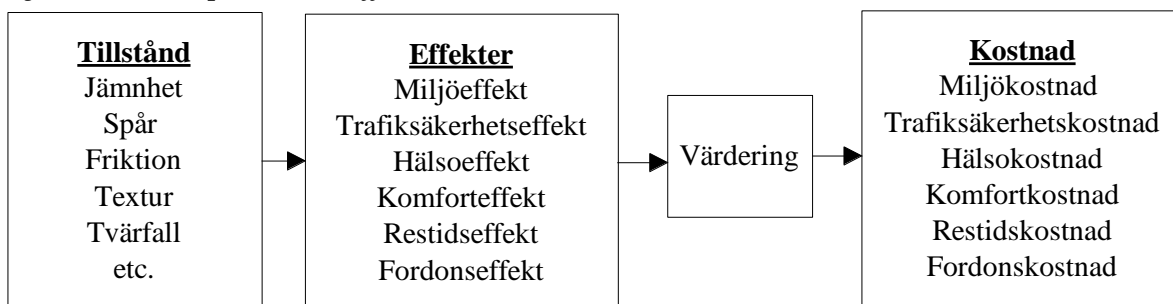 Tillstånd
Jämnhet
Spår
Friktion
Textur
Tvärfall
etc.
Effekter
Miljöeffekt
Trafiksäkerhetseffekt
Hälsoeffekt
Komforteffekt
Restidseffekt
Fordonseffekt
Värdering
Kostnad
Miljökostnad
Trafiksäkerhetskostnad
Hälsokostnad
Komfortkostnad
Restidskostnad
Fordonskostnad